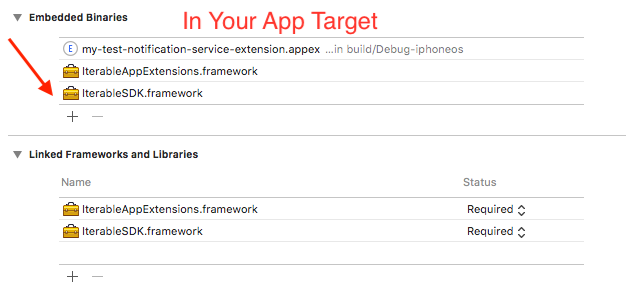 In Your App Target
Embedded Binaries
E my-test-notification-service-extension.appex ...in build/Debug-iphoneos
IterableAppExtensions.framework
IterableSDK.framework
+ —
Linked Frameworks and Libraries
Name Status
IterableAppExtensions.framework Required
IterableSDK.framework Required
+ —